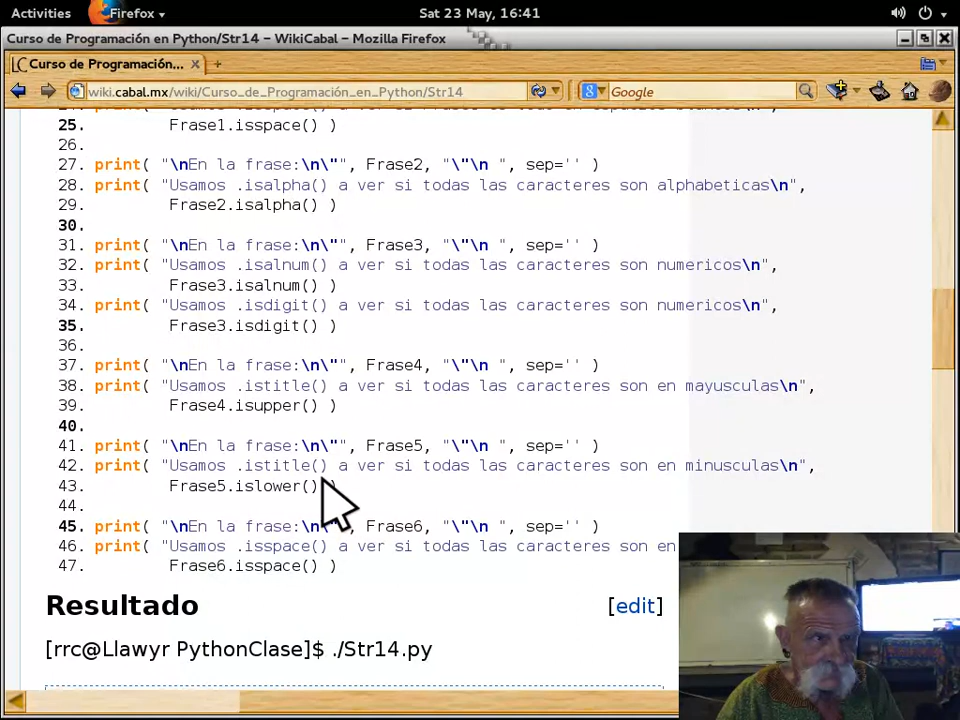 Activities Firefox Sat 23 May, 16:41
Curso de Programación en Python/Str14 – WikiCabal – Mozilla Firefox
Curso de Programación...
wiki.cabal.mx/wiki/Curso_de_Programación_en_Python/Str14 Google
25. Frase1.isspace() )
26.
27. print( "\nEn la frase:\n\"", Frase2, "\"\n ", sep='' )
28. print( "Usamos .isalpha() a ver si todas las caracteres son alphabeticas\n",
29. Frase2.isalpha() )
30.
31. print( "\nEn la frase:\n\"", Frase3, "\"\n ", sep='' )
32. print( "Usamos .isalnum() a ver si todas las caracteres son numericos\n",
33. Frase3.isalnum() )
34. print( "Usamos .isdigit() a ver si todas las caracteres son numericos\n",
35. Frase3.isdigit() )
36.
37. print( "\nEn la frase:\n\"", Frase4, "\"\n ", sep='' )
38. print( "Usamos .istitle() a ver si todas las caracteres son en mayusculas\n",
39. Frase4.isupper() )
40.
41. print( "\nEn la frase:\n\"", Frase5, "\"\n ", sep='' )
42. print( "Usamos .istitle() a ver si todas las caracteres son en minusculas\n",
43. Frase5.islower() )
44.
45. print( "\nEn la frase:\n\"", Frase6, "\"\n ", sep='' )
46. print( "Usamos .isspace() a ver si todas las caracteres son en
47. Frase6.isspace() )
Resultado [edit]
[rrc@Llawyr PythonClase]$ ./Str14.py